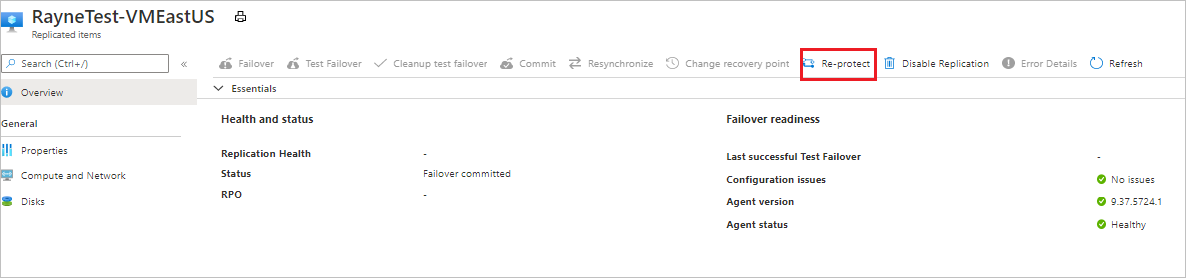 RayneTest-VMEastUS
Replicated items
Search (Ctrl+/)
«
Failover
Test Failover
Cleanup test failover
Commit
Resynchronize
Change recovery point
Re-protect
Disable Replication
Error Details
Refresh
Overview
General
Properties
Compute and Network
Disks
Essentials
Health and status
Replication Health -
Status Failover committed
RPO -
Failover readiness
Last successful Test Failover -
Configuration issues No issues
Agent version 9.37.5724.1
Agent status Healthy